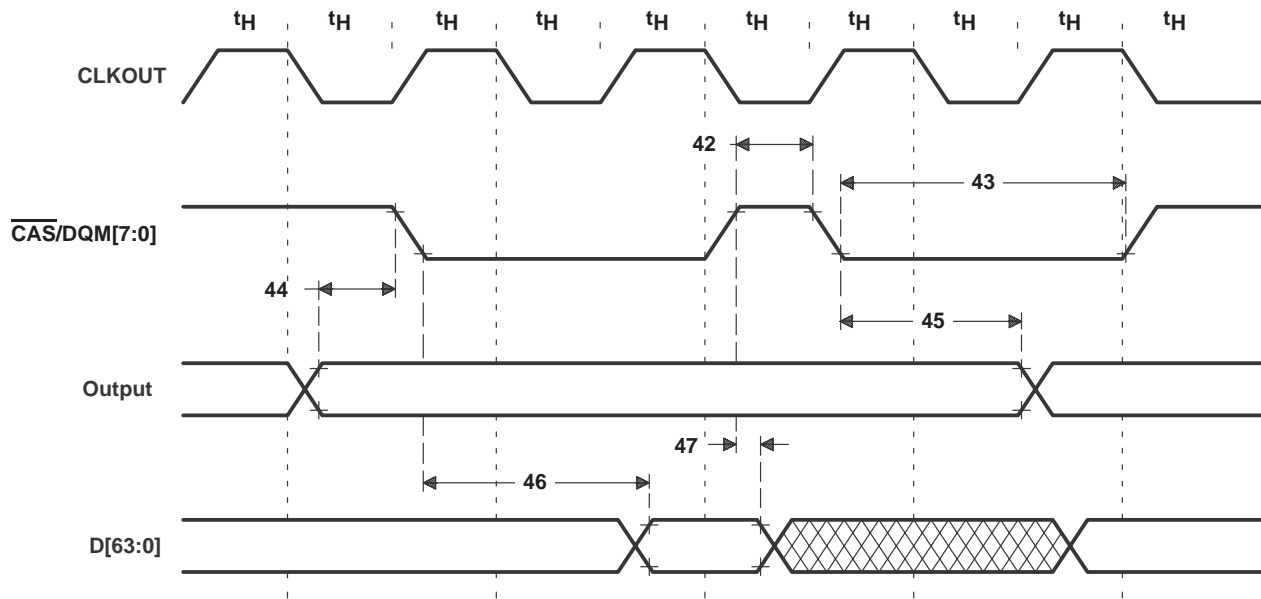 tH tH tH tH tH tH tH tH tH tH
CLKOUT
42
43
CAS/DQM[7:0]
44
45
Output
47
46
D[63:0]